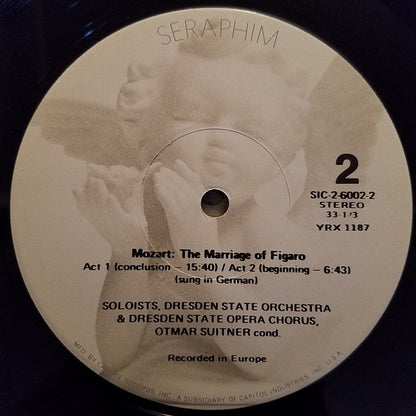 SERAPHIM
2
SIC-2-6002-2
STEREO
33-1/3
YRX 1187
Mozart: The Marriage of Figaro
Act 1 (conclusion – 15:40) / Act 2 (beginning – 6:43)
(sung in German)
SOLOISTS, DRESDEN STATE ORCHESTRA
& DRESDEN STATE OPERA CHORUS,
OTMAR SUITNER cond.
Recorded in Europe
MFD. BY CAPITOL RECORDS, INC. A SUBSIDIARY OF CAPITOL INDUSTRIES, INC. U.S.A.